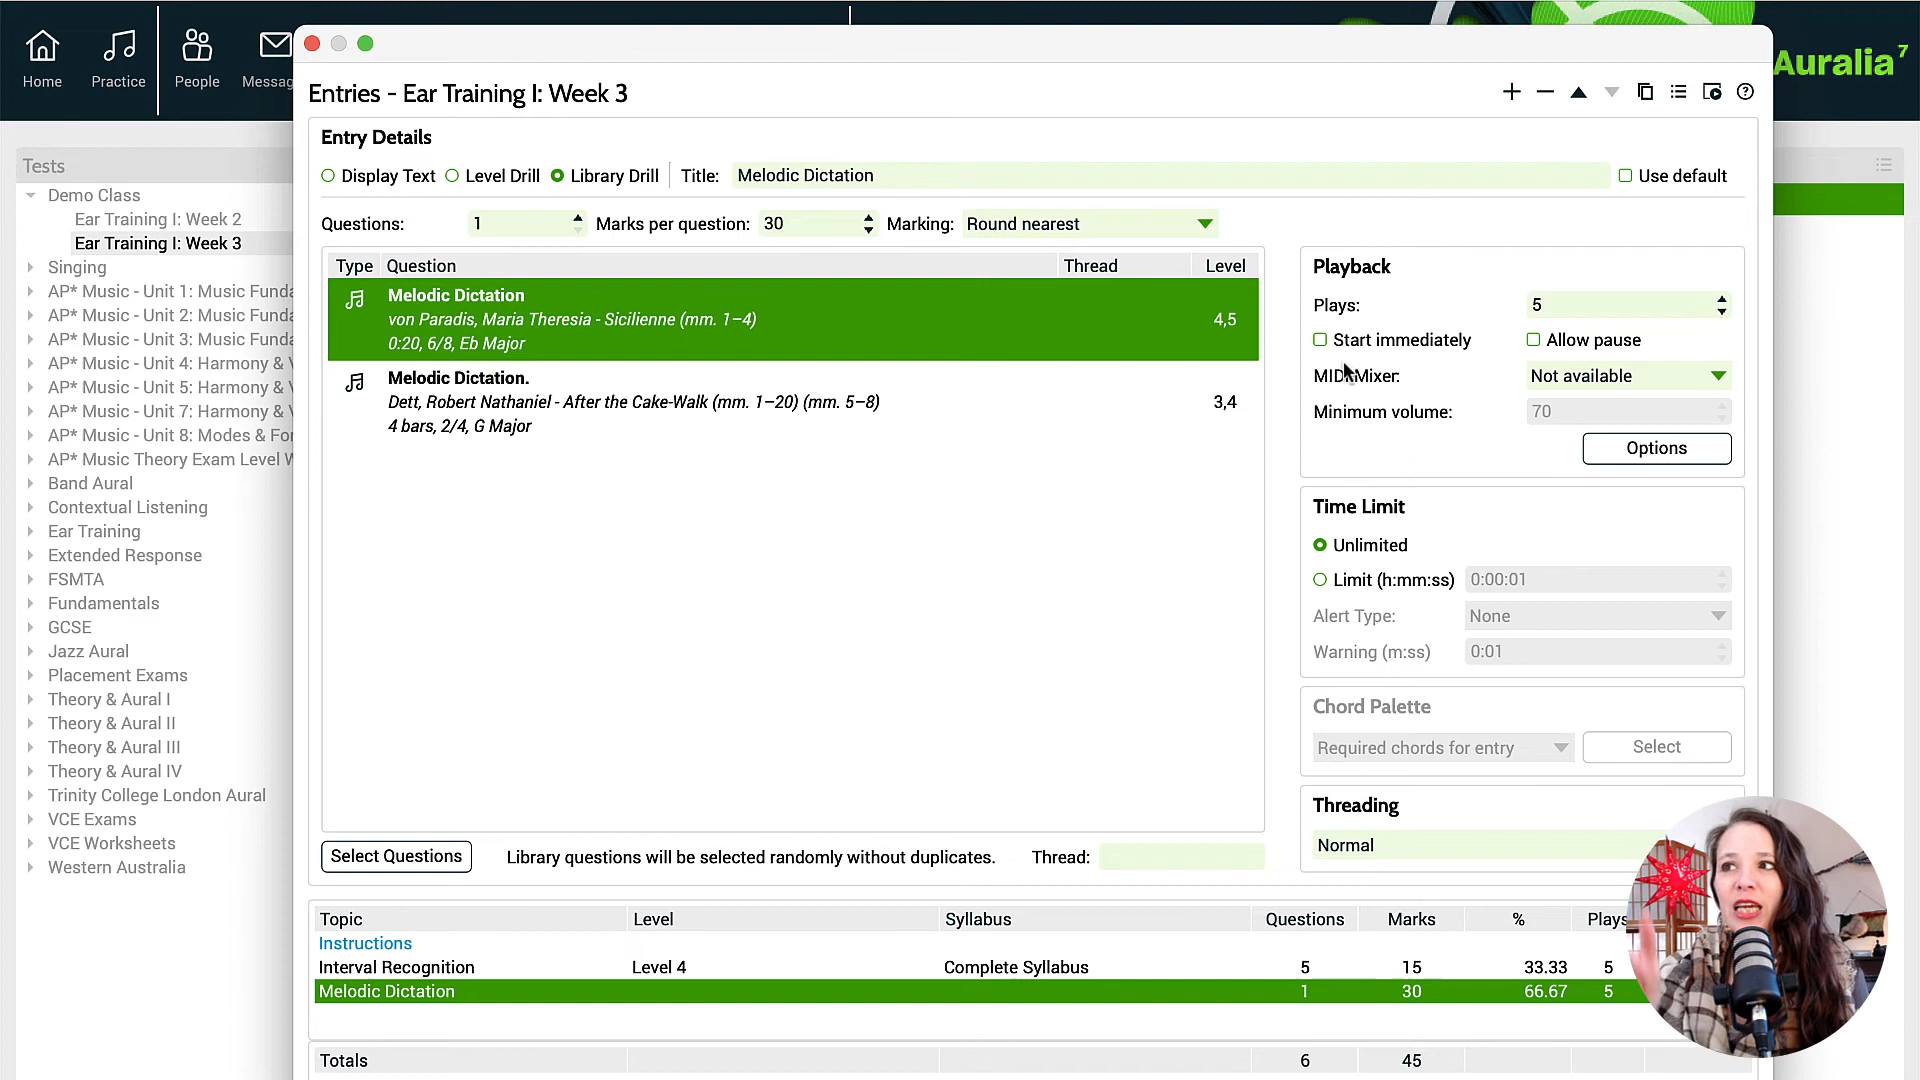 Home
Practice
People
Messag
Auralia7
Entries - Ear Training I: Week 3
Entry Details
Display Text
Level Drill
Library Drill
Title:
Melodic Dictation
Use default
Questions:
1
Marks per question:
30
Marking:
Round nearest
Type
Question
Thread
Level
Melodic Dictation
von Paradis, Maria Theresia - Sicilienne (mm. 1–4)
4,5
0:20, 6/8, Eb Major
Melodic Dictation.
Dett, Robert Nathaniel - After the Cake-Walk (mm. 1–20) (mm. 5–8)
3,4
4 bars, 2/4, G Major
Select Questions
Library questions will be selected randomly without duplicates.
Thread:
Playback
Plays:
5
Start immediately
Allow pause
MIDI Mixer:
Not available
Minimum volume:
70
Options
Time Limit
Unlimited
Limit (h:mm:ss)
0:00:01
Alert Type:
None
Warning (m:ss)
0:01
Chord Palette
Required chords for entry
Select
Threading
Normal
Topic
Level
Syllabus
Questions
Marks
%
Plays
Instructions
Interval Recognition
Level 4
Complete Syllabus
5
15
33.33
5
Melodic Dictation
1
30
66.67
5
Totals
6
45
Tests
Demo Class
Ear Training I: Week 2
Ear Training I: Week 3
Singing
AP* Music - Unit 1: Music Funda
AP* Music - Unit 2: Music Funda
AP* Music - Unit 3: Music Funda
AP* Music - Unit 4: Harmony & V
AP* Music - Unit 5: Harmony & V
AP* Music - Unit 7: Harmony & V
AP* Music - Unit 8: Modes & For
AP* Music Theory Exam Level W
Band Aural
Contextual Listening
Ear Training
Extended Response
FSMTA
Fundamentals
GCSE
Jazz Aural
Placement Exams
Theory & Aural I
Theory & Aural II
Theory & Aural III
Theory & Aural IV
Trinity College London Aural
VCE Exams
VCE Worksheets
Western Australia